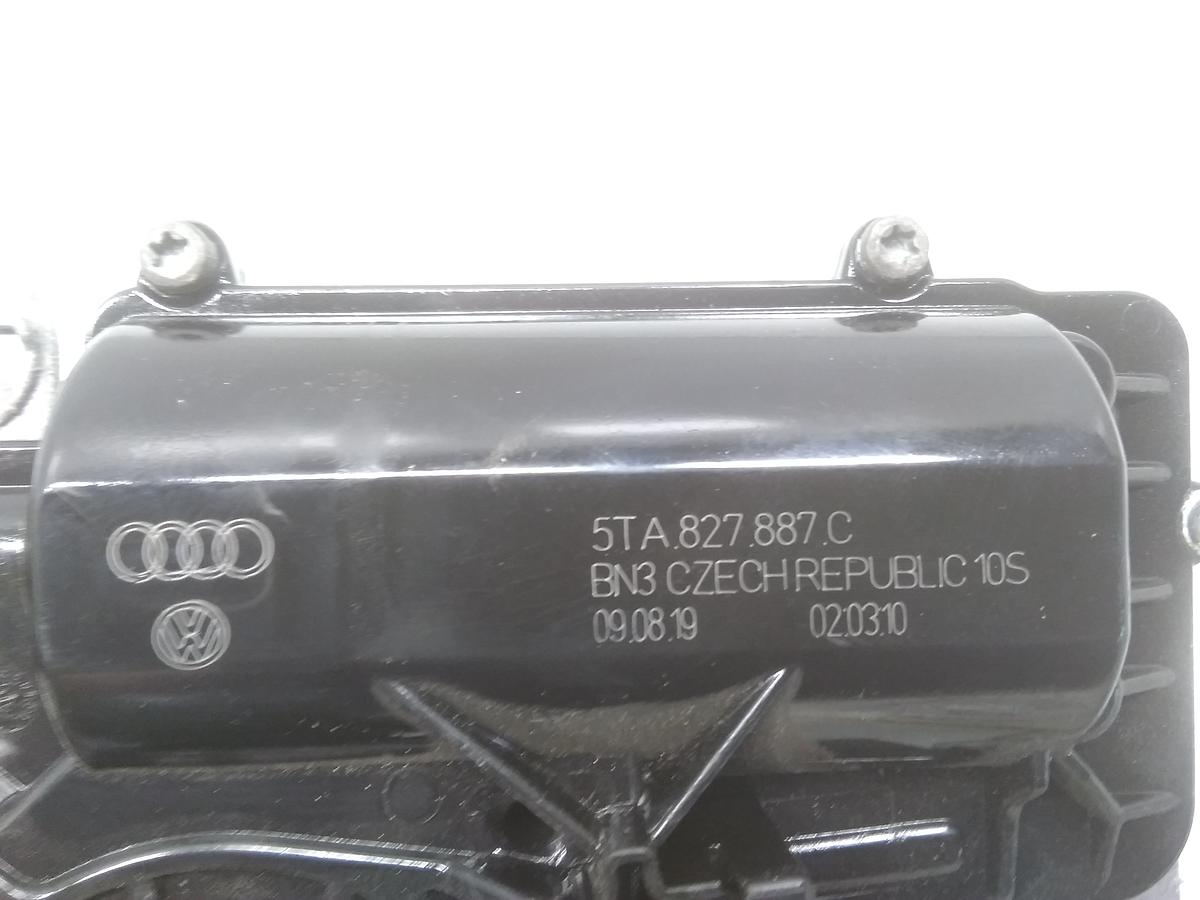 5TA.827.887.C
BN3 CZECH REPUBLIC 10S
09.08.19 02:03:10